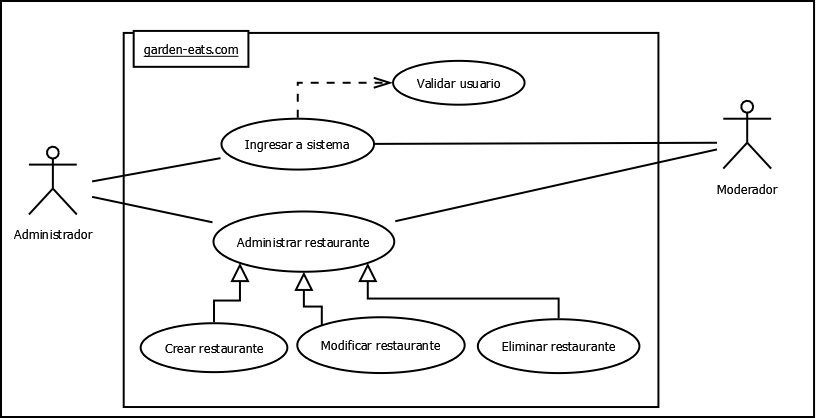 garden-eats.com
Validar usuario
Ingresar a sistema
Moderador
Administrador
Administrar restaurante
Crear restaurante
Modificar restaurante
Eliminar restaurante